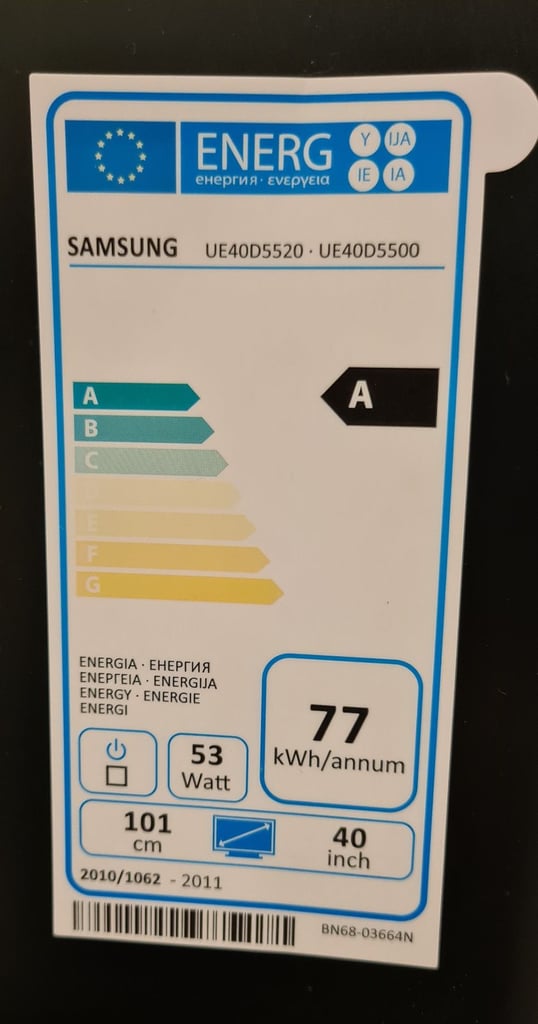 ENERG
енергия · ενεργεια
Y
IJA
IE
IA
SAMSUNG UE40D5520 · UE40D5500
A
A
B
C
D
E
F
G
ENERGIA · ЕНЕРГИЯ
ΕΝΕΡΓΕΙΑ · ENERGIJA
ENERGY · ENERGIE
ENERGI
77
kWh/annum
53
Watt
101
cm
40
inch
2010/1062 - 2011
BN68-03664N